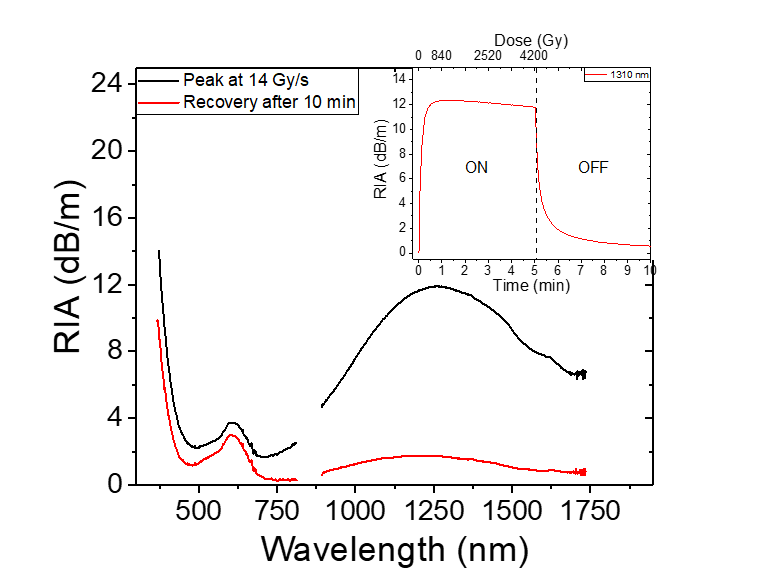 Dose (Gy)
0 840 2520 4200
24
20
16
12
8
4
0
RIA (dB/m)
Peak at 14 Gy/s
Recovery after 10 min
14
12
10
8
6
4
2
0
RIA (dB/m)
1310 nm
ON OFF
0 1 2 3 4 5 6 7 8 9 10
Time (min)
500 750 1000 1250 1500 1750
Wavelength (nm)